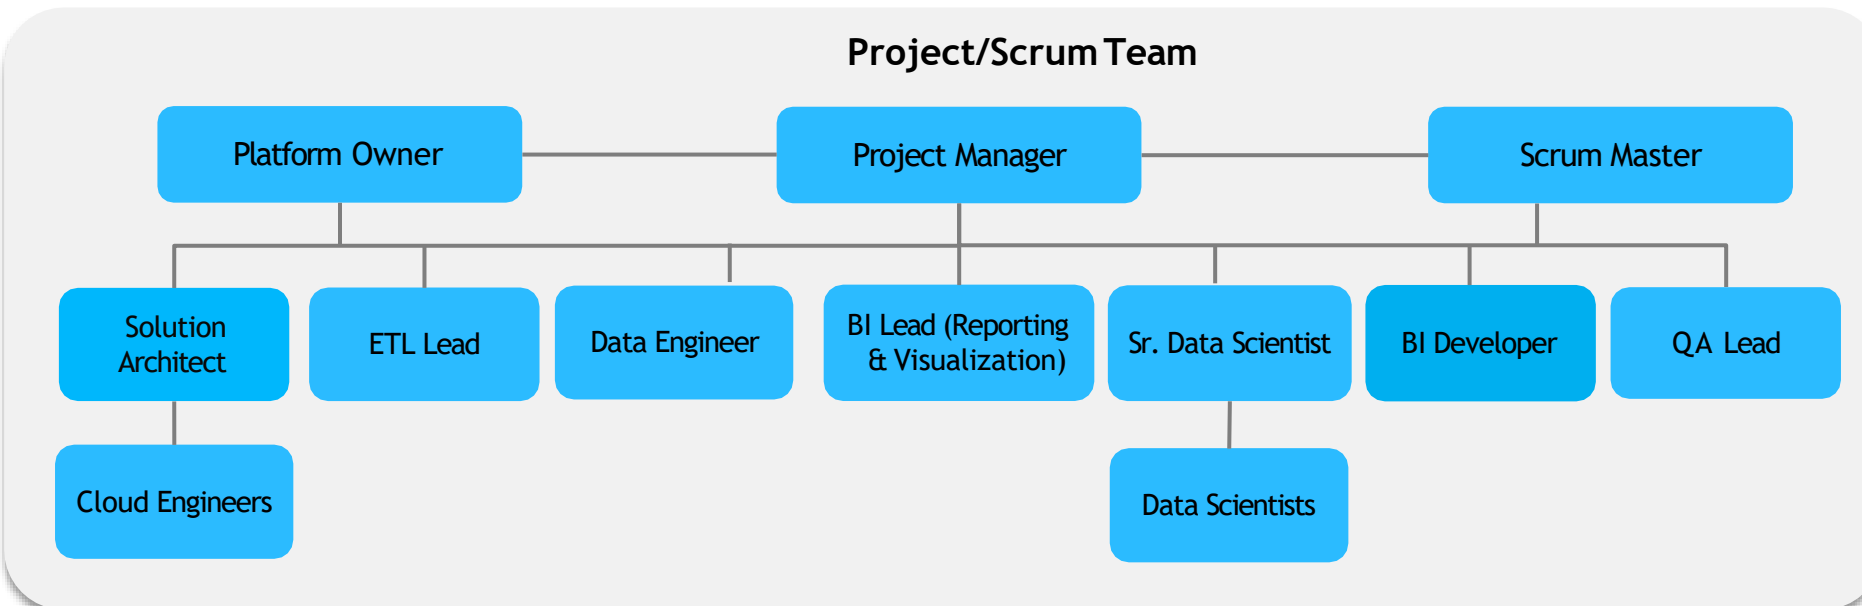 Project/Scrum Team
Platform Owner
Project Manager
Scrum Master
Solution
Architect
ETL Lead
Data Engineer
BI Lead (Reporting
& Visualization)
Sr. Data Scientist
BI Developer
QA Lead
Cloud Engineers
Data Scientists